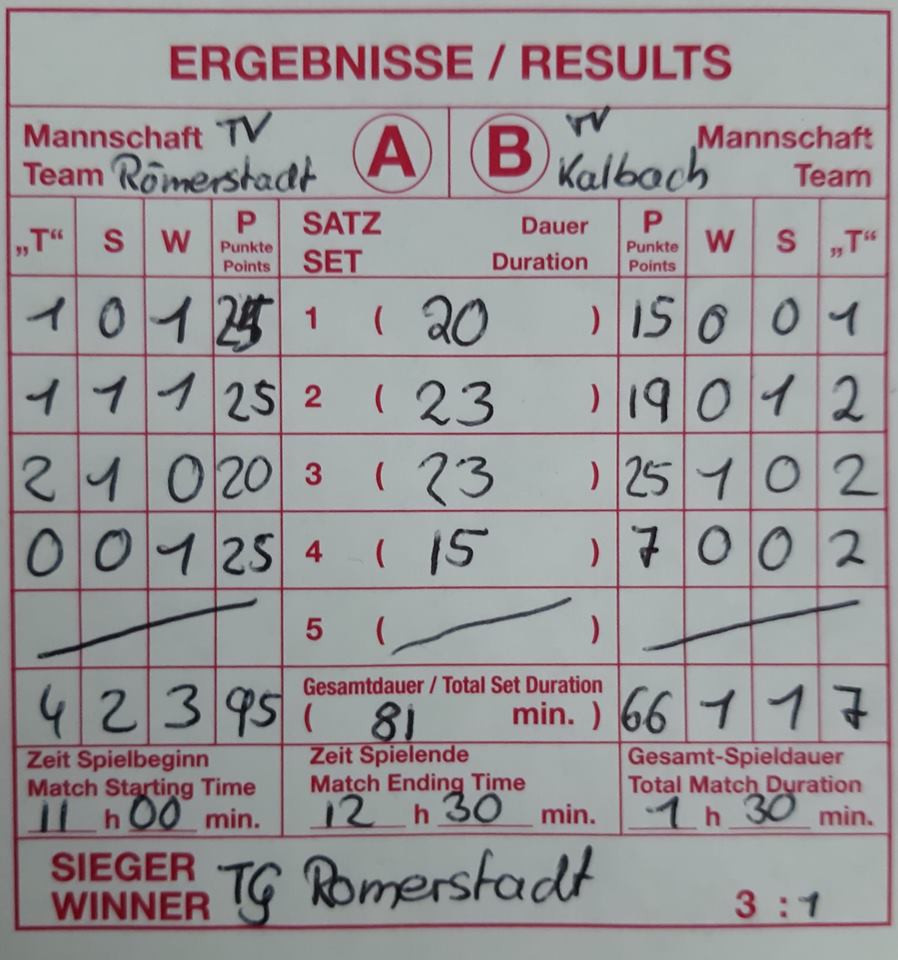 ERGEBNISSE / RESULTS
Mannschaft TV A B TV Mannschaft
Team Römerstadt Kalbach Team
„T“ S W P Punkte Points SATZ SET Dauer Duration P Punkte Points W S „T“
1 0 1 25 1 ( 20 ) 15 0 0 1
1 1 1 25 2 ( 23 ) 19 0 1 2
2 1 0 20 3 ( 23 ) 25 1 0 2
0 0 1 25 4 ( 15 ) 7 0 0 2
5 ( )
4 2 3 95 Gesamtdauer / Total Set Duration ( 81 min. ) 66 1 1 7
Zeit Spielbeginn Zeit Spielende Gesamt-Spieldauer
Match Starting Time Match Ending Time Total Match Duration
11 h 00 min. 12 h 30 min. 1 h 30 min.
SIEGER
WINNER TG Romerstadt 3 : 1